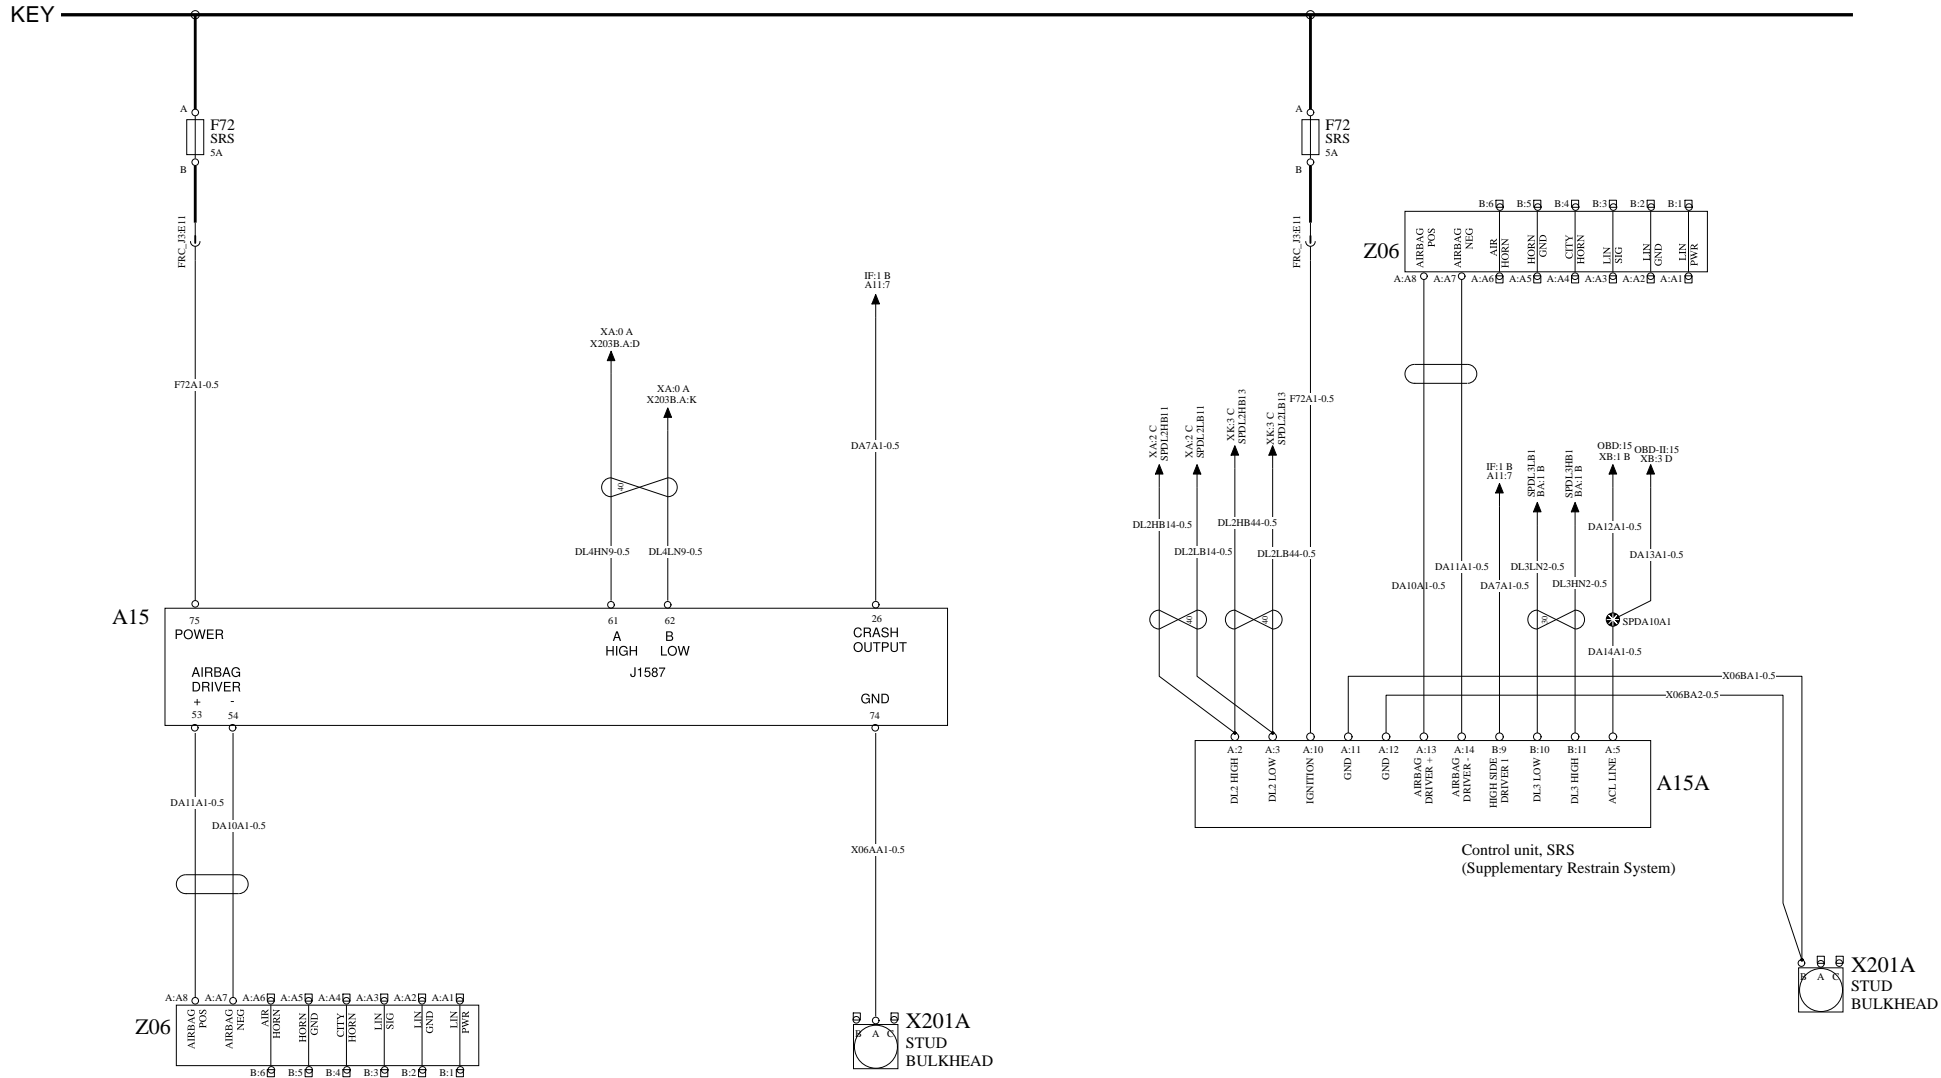 KEY
A
F72
SRS
5A
B
FRC_J3:E11
F72A1-0.5
XA:0 A
X203B.A:D
XA:0 A
X203B.A:K
IF:1 B
A11:7
DA7A1-0.5
40
DL4HN9-0.5
DL4LN9-0.5
A15
75
POWER
61
A
HIGH
62
B
LOW
J1587
26
CRASH
OUTPUT
AIRBAG
DRIVER
+
-
53
54
GND
74
DA11A1-0.5
DA10A1-0.5
X06AA1-0.5
A:A8
A:A7
A:A6
A:A5
A:A4
A:A3
A:A2
A:A1
Z06
AIRBAG
POS
AIRBAG
NEG
AIR
HORN
HORN
GND
CITY
HORN
LIN
SIG
LIN
GND
LIN
PWR
B:6
B:5
B:4
B:3
B:2
B:1
B
A
C
X201A
STUD
BULKHEAD
A
F72
SRS
5A
B
FRC_J3:E11
F72A1-0.5
B:6
B:5
B:4
B:3
B:2
B:1
Z06
AIRBAG
POS
AIRBAG
NEG
AIR
HORN
HORN
GND
CITY
HORN
LIN
SIG
LIN
GND
LIN
PWR
A:A8
A:A7
A:A6
A:A5
A:A4
A:A3
A:A2
A:A1
XA:2 C
SPDL2HB11
XA:2 C
SPDL2LB11
XK:3 C
SPDL2HB13
XK:3 C
SPDL2LB13
IF:1 B
A11:7
SPDL3LB1
BA:1 B
SPDL3HB1
BA:1 B
OBD:15
XB:1 B
OBD-II:15
XB:3 D
DL2HB14-0.5
DL2LB14-0.5
DL2HB44-0.5
DL2LB44-0.5
DA10A1-0.5
DA11A1-0.5
DA7A1-0.5
DL3LN2-0.5
DL3HN2-0.5
DA12A1-0.5
DA13A1-0.5
40
40
30
SPDA10A1
DA14A1-0.5
X06BA1-0.5
X06BA2-0.5
A:2
A:3
A:10
A:11
A:12
A:13
A:14
B:9
B:10
B:11
A:5
DL2 HIGH
DL2 LOW
IGNITION
GND
GND
AIRBAG
DRIVER +
AIRBAG
DRIVER -
HIGH SIDE
DRIVER 1
DL3 LOW
DL3 HIGH
ACL LINE
A15A
Control unit, SRS
(Supplementary Restrain System)
B
A
C
X201A
STUD
BULKHEAD